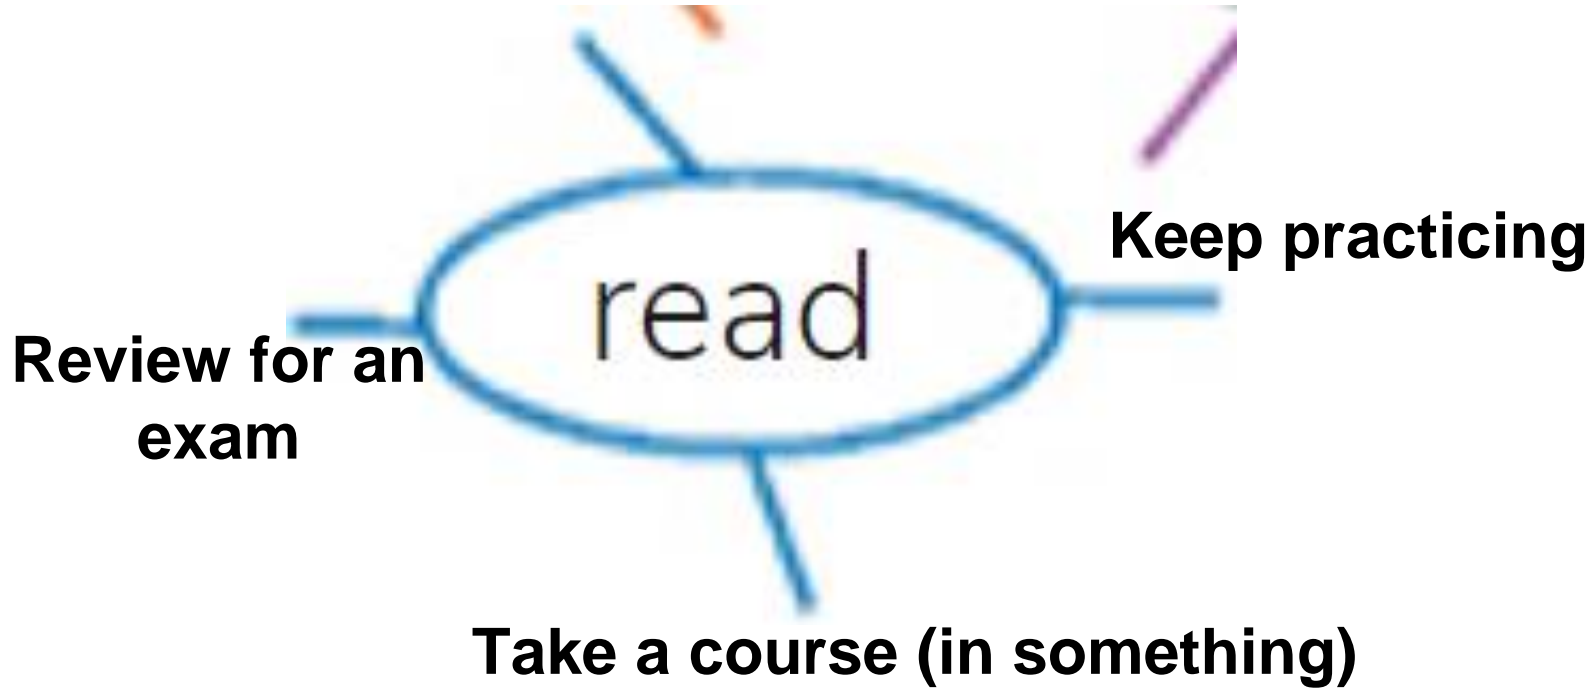 Keep practicing
read
Review for an
exam
Take a course (in something)